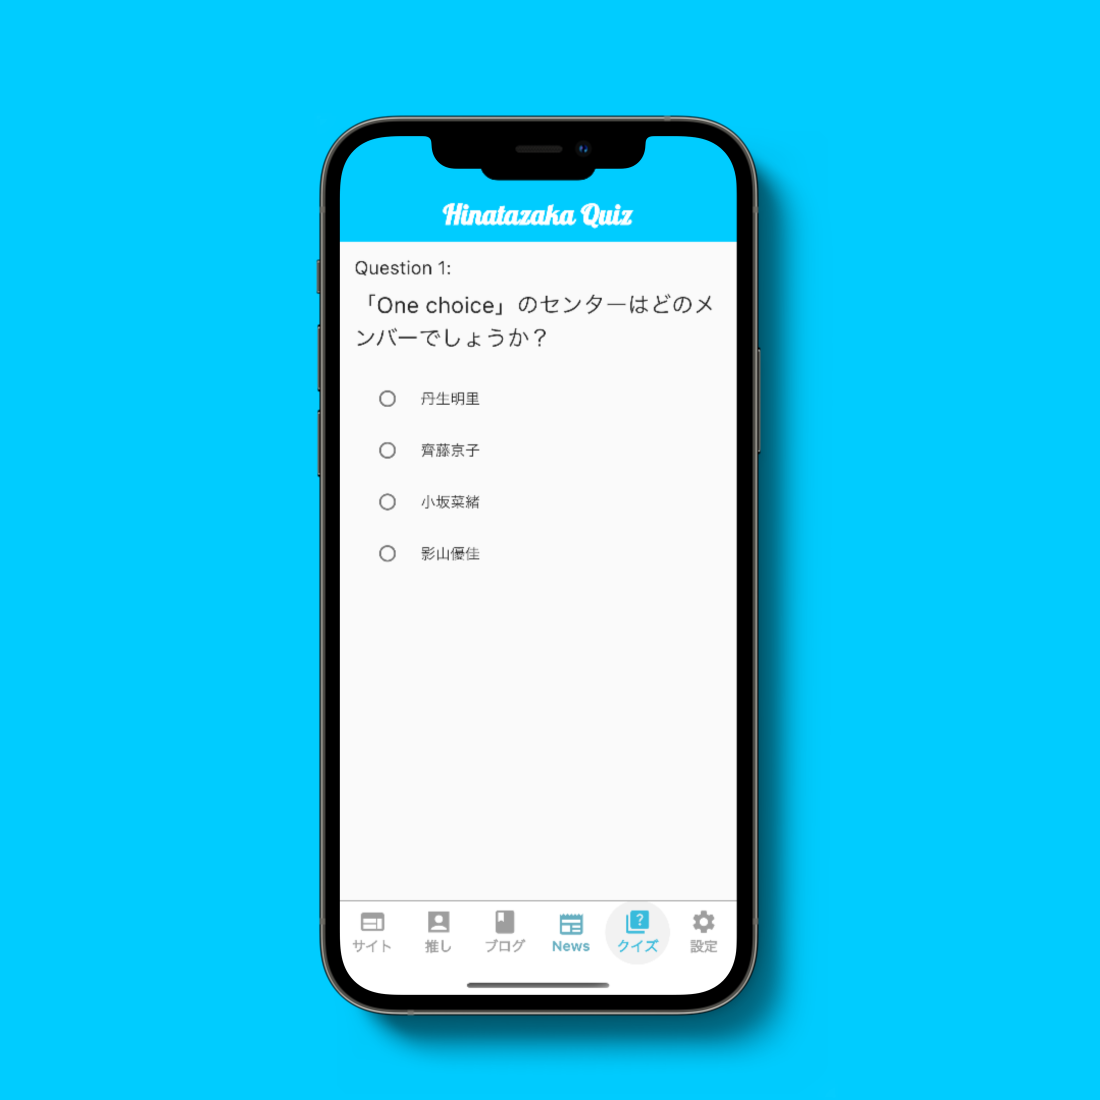 Hinatazaka Quiz
Question 1:
「One choice」のセンターはどのメ
ンバーでしょうか？
丹生明里
齊藤京子
小坂菜緒
影山優佳
サイト
推し
ブログ
News
クイズ
設定